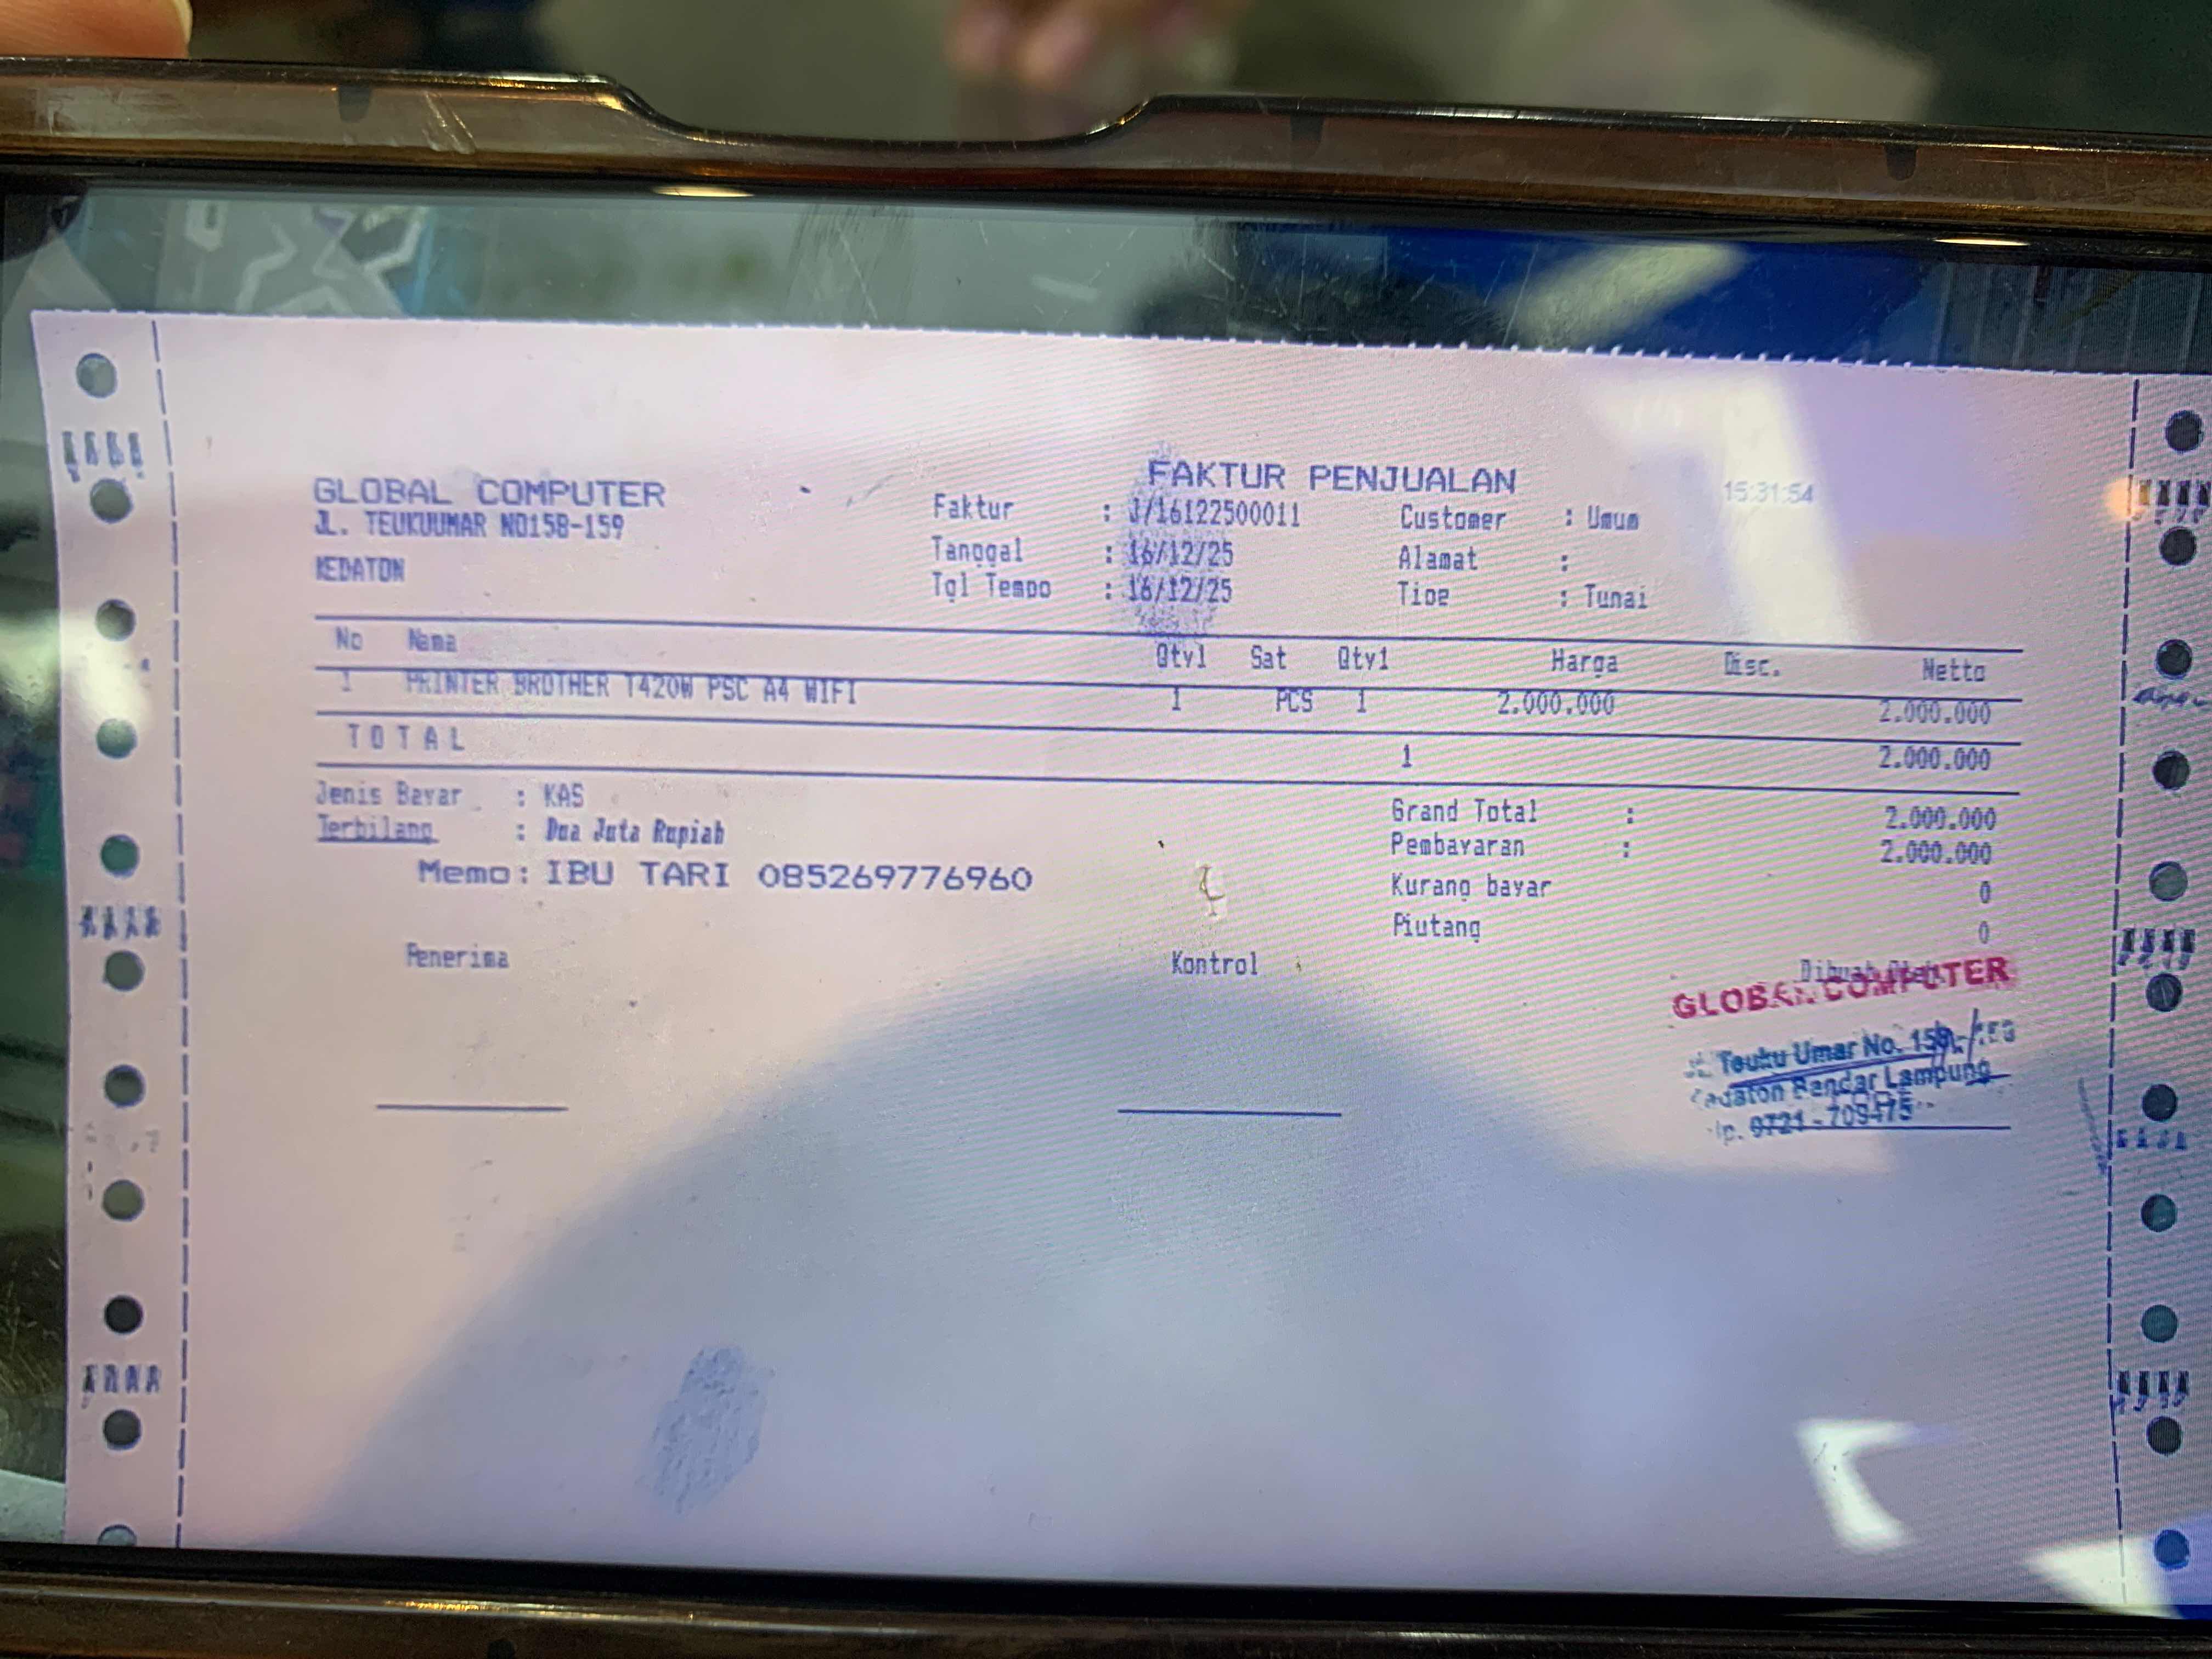 FAKTUR PENJUALAN
15:31:54
GLOBAL COMPUTER
JL. TEUKUUMAR NO158-159
KEDATON
Faktur : J/16122500011
Tanggal : 16/12/25
Tgl Tempo : 16/12/25
Customer : Umum
Alamat :
Tipe : Tunai
No Nama Qty1 Sat Qty1 Harga Disc. Netto
1 PRINTER BROTHER T420W PSC A4 WIFI 1 PCS 1 2.000.000 2.000.000
T O T A L 1 2.000.000
Jenis Bayar : KAS
Terbilang : Dua Juta Rupiah
Memo: IBU TARI 085269776960
Grand Total : 2.000.000
Pembayaran : 2.000.000
Kurang bayar 0
Piutang 0
Penerima Kontrol Dibuat Oleh
GLOBAL COMPUTER
Teuku Umar No.
Bandar Lampung
0721 - 709475